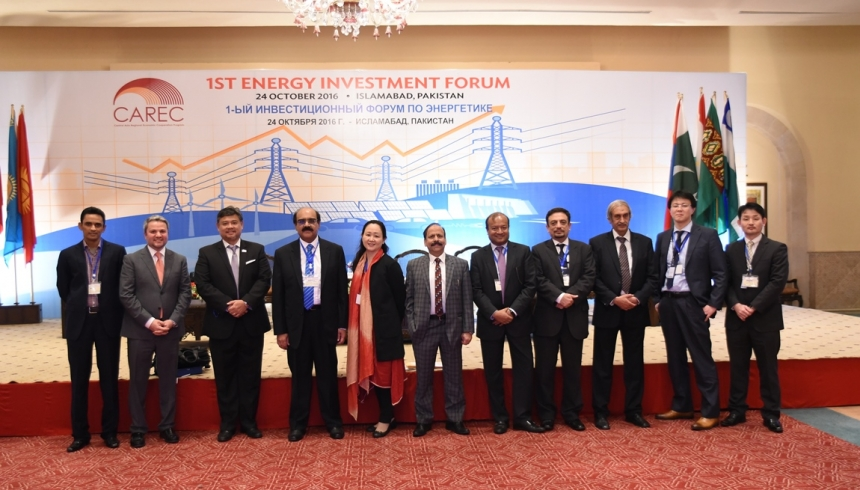 CAREC
1ST ENERGY INVESTMENT FORUM
24 OCTOBER 2016 • ISLAMABAD, PAKISTAN
1-ЫЙ ИНВЕСТИЦИОННЫЙ ФОРУМ ПО ЭНЕРГЕТИКЕ
24 ОКТЯБРЯ 2016 Г. • ИСЛАМАБАД, ПАКИСТАН